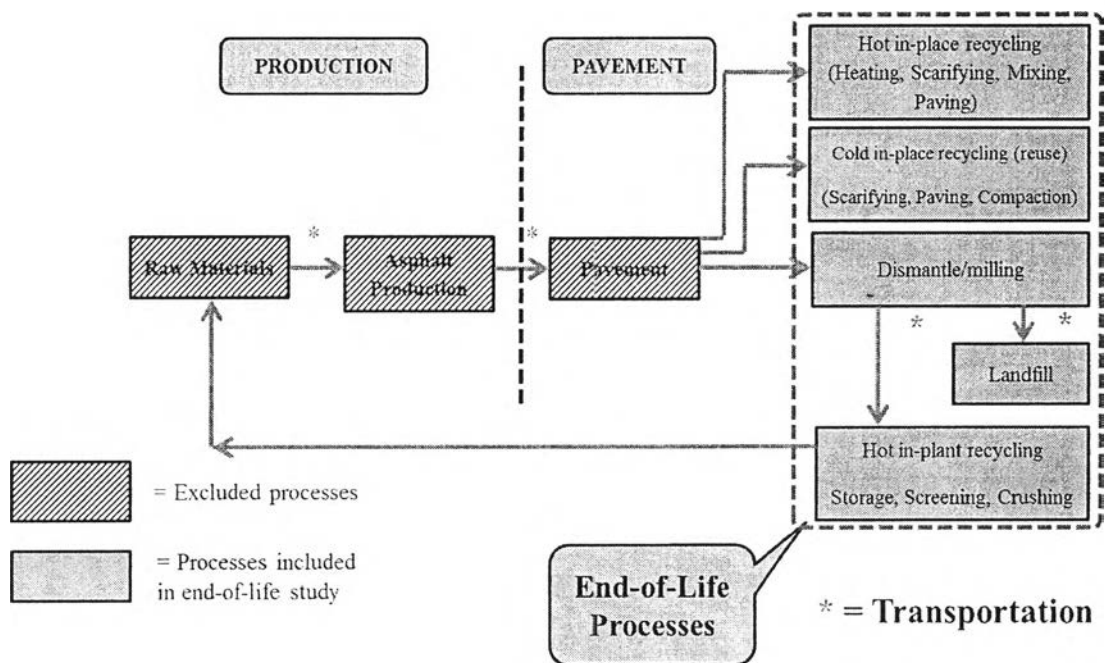 PRODUCTION
PAVEMENT
Hot in-place recycling
(Heating, Scarifying, Mixing,
Paving)
Cold in-place recycling (reuse)
(Scarifying, Paving, Compaction)
*
*
Raw Materials
Asphalt
Production
Pavement
Dismantle/milling
*
*
Landfill
Hot in-plant recycling
Storage, Screening, Crushing
= Excluded processes
= Processes included
in end-of-life study
End-of-Life
Processes
* = Transportation